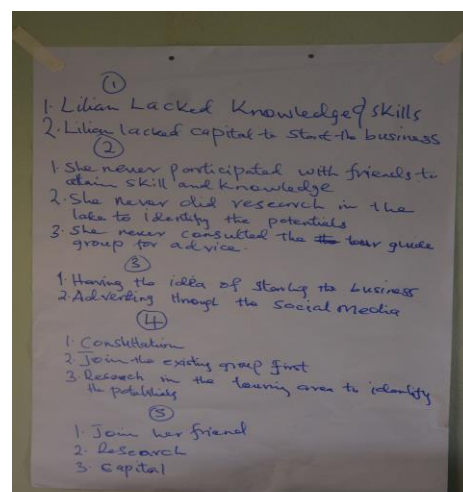 ①
1. Lilian Lacked Knowledge & skills
2. Lilian lacked capital to start the business
②
1. She never participated with friends to
attain skill and knowledge
2. She never did research in the
lake to identify the potentials
3. She never consulted the tour guide
group for advice.
③
1. Having the idea of starting the business
2. Adverting through the social media
④
1. Consultation
2. Join the existing group first
3. Research in the touring area to identify
the potentials
⑤
1. Join her friend
2. Research
3. Capital